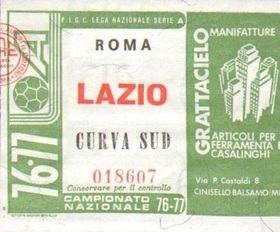 F.I.G.C. LEGA NAZIONALE SERIE A
ROMA
LAZIO
CURVA SUD
018607
Conservare per il controllo
CAMPIONATO
NAZIONALE 76-77
76-77
GRATTACIELO
MANIFATTURE
ARTICOLI PER
FERRAMENTA E
CASALINGHI
Via P. Castaldi 8
CINISELLO BALSAMO/M